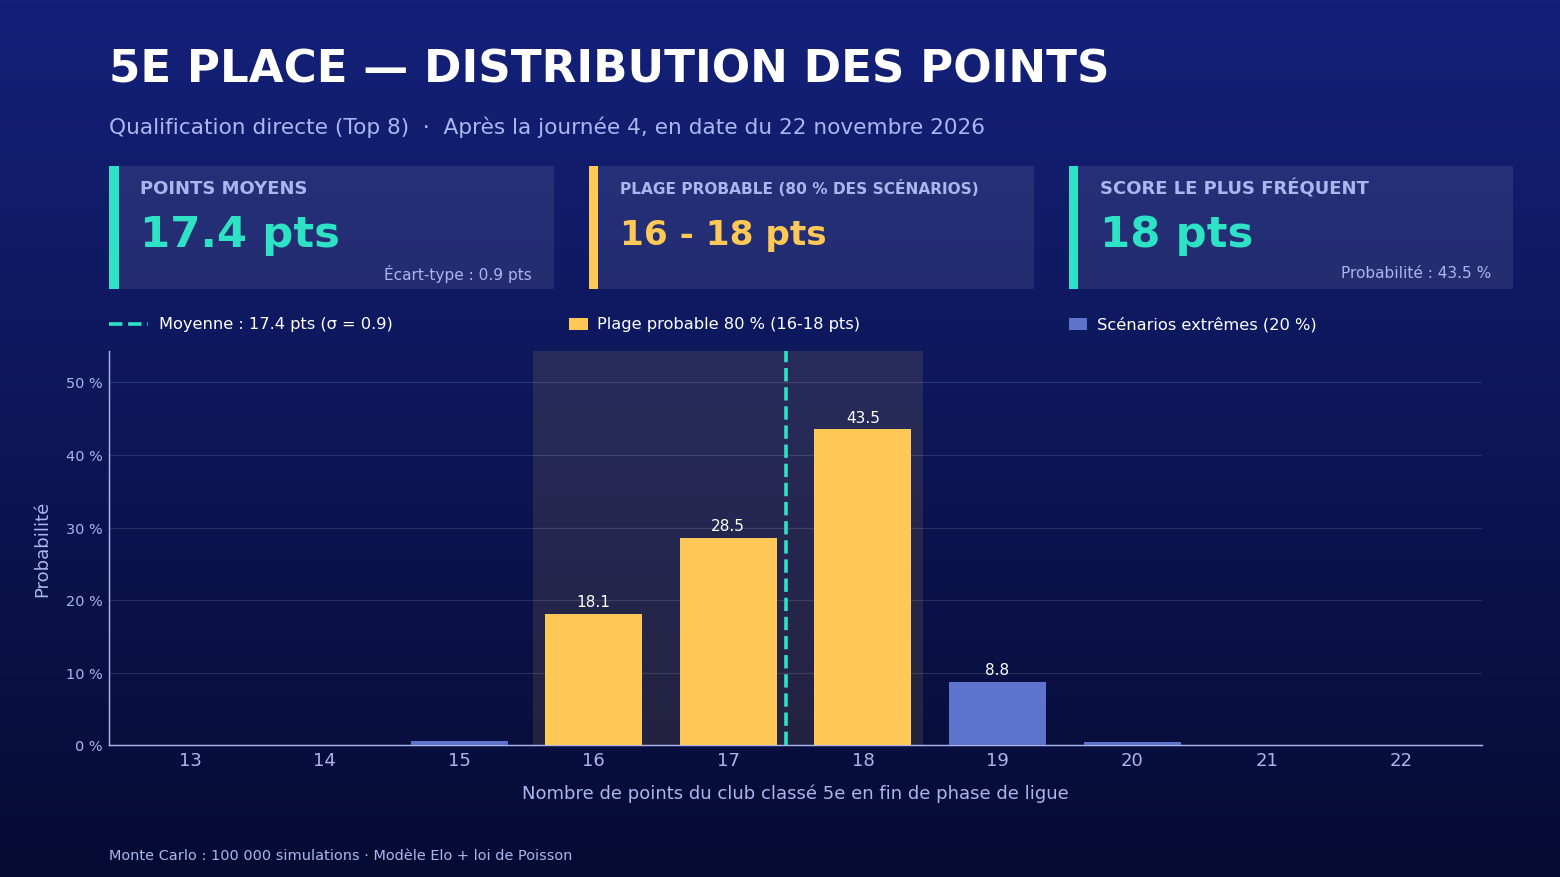 5E PLACE — DISTRIBUTION DES POINTS
Qualification directe (Top 8) · Après la journée 4, en date du 22 novembre 2026
POINTS MOYENS
17.4 pts
Écart-type : 0.9 pts
PLAGE PROBABLE (80 % DES SCÉNARIOS)
16 - 18 pts
SCORE LE PLUS FRÉQUENT
18 pts
Probabilité : 43.5 %
Moyenne : 17.4 pts (σ = 0.9)
Plage probable 80 % (16-18 pts)
Scénarios extrêmes (20 %)
Probabilité
50 %
40 %
30 %
20 %
10 %
0 %
18.1
28.5
43.5
8.8
13
14
15
16
17
18
19
20
21
22
Nombre de points du club classé 5e en fin de phase de ligue
Monte Carlo : 100 000 simulations · Modèle Elo + loi de Poisson